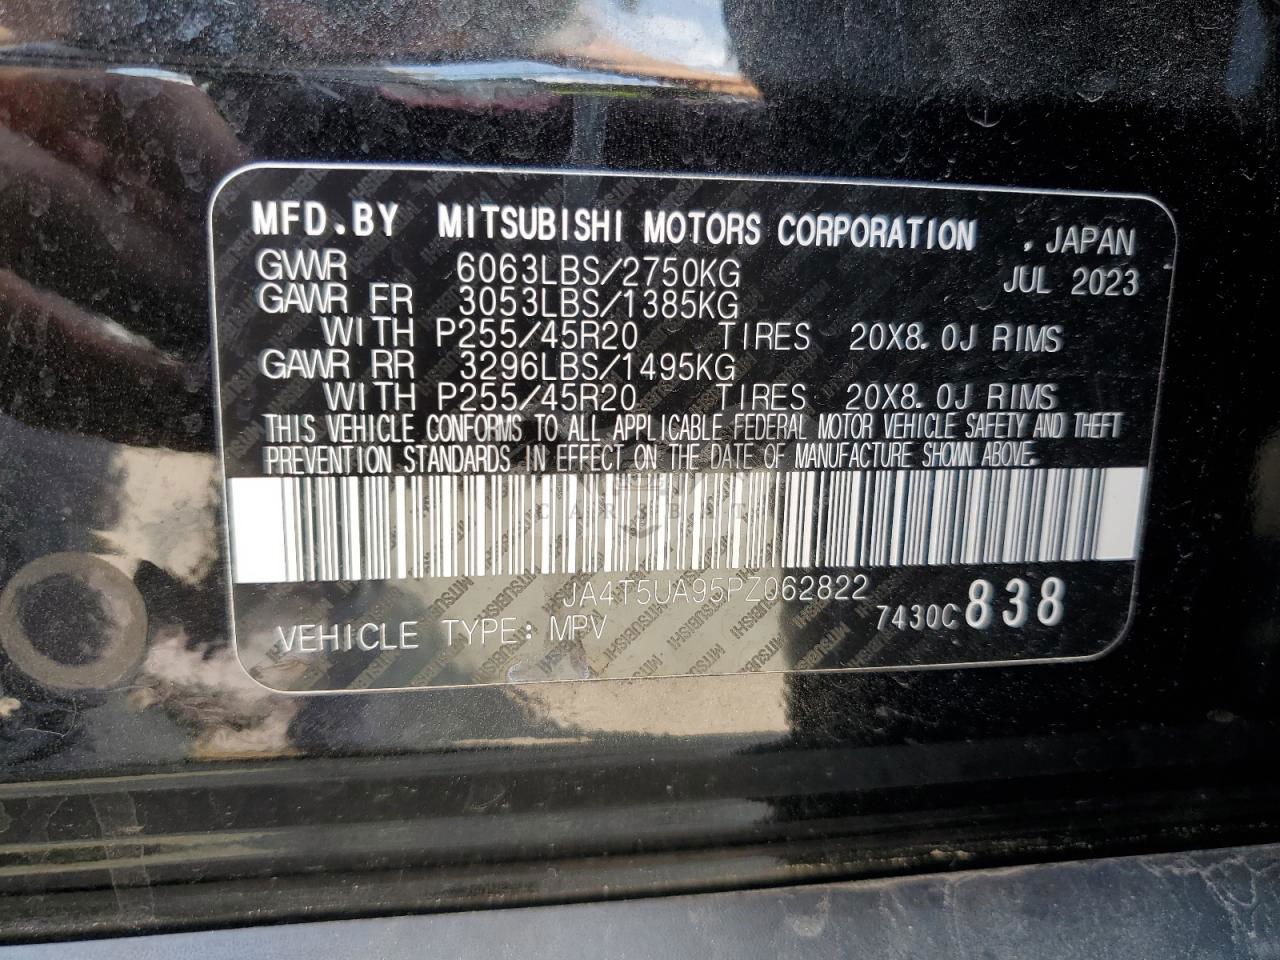 MFD.BY MITSUBISHI MOTORS CORPORATION . JAPAN
GVWR 6063LBS/2750KG JUL 2023
GAWR FR 3053LBS/1385KG
WITH P255/45R20 TIRES 20X8.0J RIMS
GAWR RR 3296LBS/1495KG
WITH P255/45R20 TIRES 20X8.0J RIMS
THIS VEHICLE CONFORMS TO ALL APPLICABLE FEDERAL MOTOR VEHICLE SAFETY AND THEFT
PREVENTION STANDARDS IN EFFECT ON THE DATE OF MANUFACTURE SHOWN ABOVE.
JA4T5UA95PZ062822
7430C 838
VEHICLE TYPE: MPV